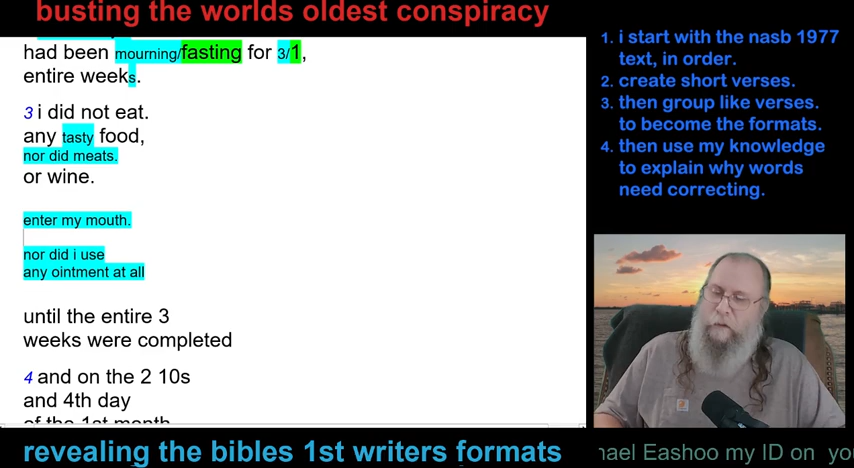 busting the worlds oldest conspiracy
had been mourning/fasting for 3/1,
entire weeks.
3 i did not eat.
any tasty food,
nor did meats.
or wine.
enter my mouth.
nor did i use
any ointment at all
until the entire 3
weeks were completed
4 and on the 2 10s
and 4th day
of the 1st month
1. i start with the nasb 1977
text, in order.
2. create short verses.
3. then group like verses.
to become the formats.
4. then use my knowledge
to explain why words
need correcting.
revealing the bibles 1st writers formats
Eashoo my ID on